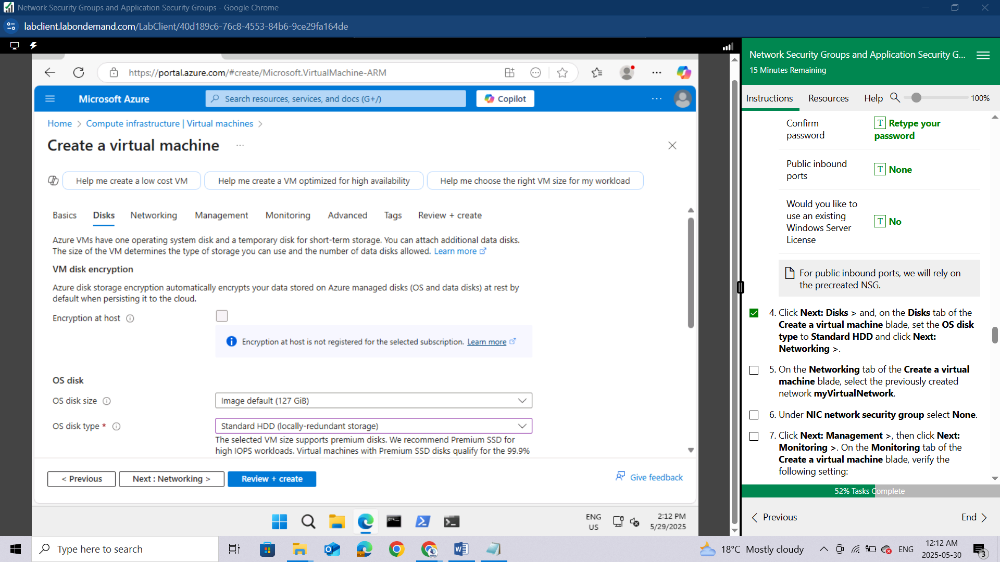 Network Security Groups and Application Security Groups - Google Chrome
labclient.labondemand.com/LabClient/40d189c6-76c8-4553-84b6-9ce29fa164de
https://portal.azure.com/#create/Microsoft.VirtualMachine-ARM
Microsoft Azure
Search resources, services, and docs (G+/)
Copilot
Home > Compute infrastructure | Virtual machines >
Create a virtual machine
Help me create a low cost VM
Help me create a VM optimized for high availability
Help me choose the right VM size for my workload
Basics Disks Networking Management Monitoring Advanced Tags Review + create
Azure VMs have one operating system disk and a temporary disk for short-term storage. You can attach additional data disks.
The size of the VM determines the type of storage you can use and the number of data disks allowed. Learn more
VM disk encryption
Azure disk storage encryption automatically encrypts your data stored on Azure managed disks (OS and data disks) at rest by
default when persisting it to the cloud.
Encryption at host
Encryption at host is not registered for the selected subscription. Learn more
OS disk
OS disk size
Image default (127 GiB)
OS disk type *
Standard HDD (locally-redundant storage)
The selected VM size supports premium disks. We recommend Premium SSD for
high IOPS workloads. Virtual machines with Premium SSD disks qualify for the 99.9%
< Previous
Next : Networking >
Review + create
Give feedback
ENG
US
2:12 PM
5/29/2025
Network Security Groups and Application Security G...
15 Minutes Remaining
Instructions Resources Help 100%
Confirm
password
T Retype your
password
Public inbound
ports
T None
Would you like to
use an existing
Windows Server
License
T No
For public inbound ports, we will rely on
the precreated NSG.
4. Click Next: Disks > and, on the Disks tab of the
Create a virtual machine blade, set the OS disk
type to Standard HDD and click Next:
Networking >.
5. On the Networking tab of the Create a virtual
machine blade, select the previously created
network myVirtualNetwork.
6. Under NIC network security group select None.
7. Click Next: Management >, then click Next:
Monitoring >. On the Monitoring tab of the
Create a virtual machine blade, verify the
following setting:
52% Tasks Complete
Previous
End
Type here to search
18°C Mostly cloudy
ENG
12:12 AM
2025-05-30
3